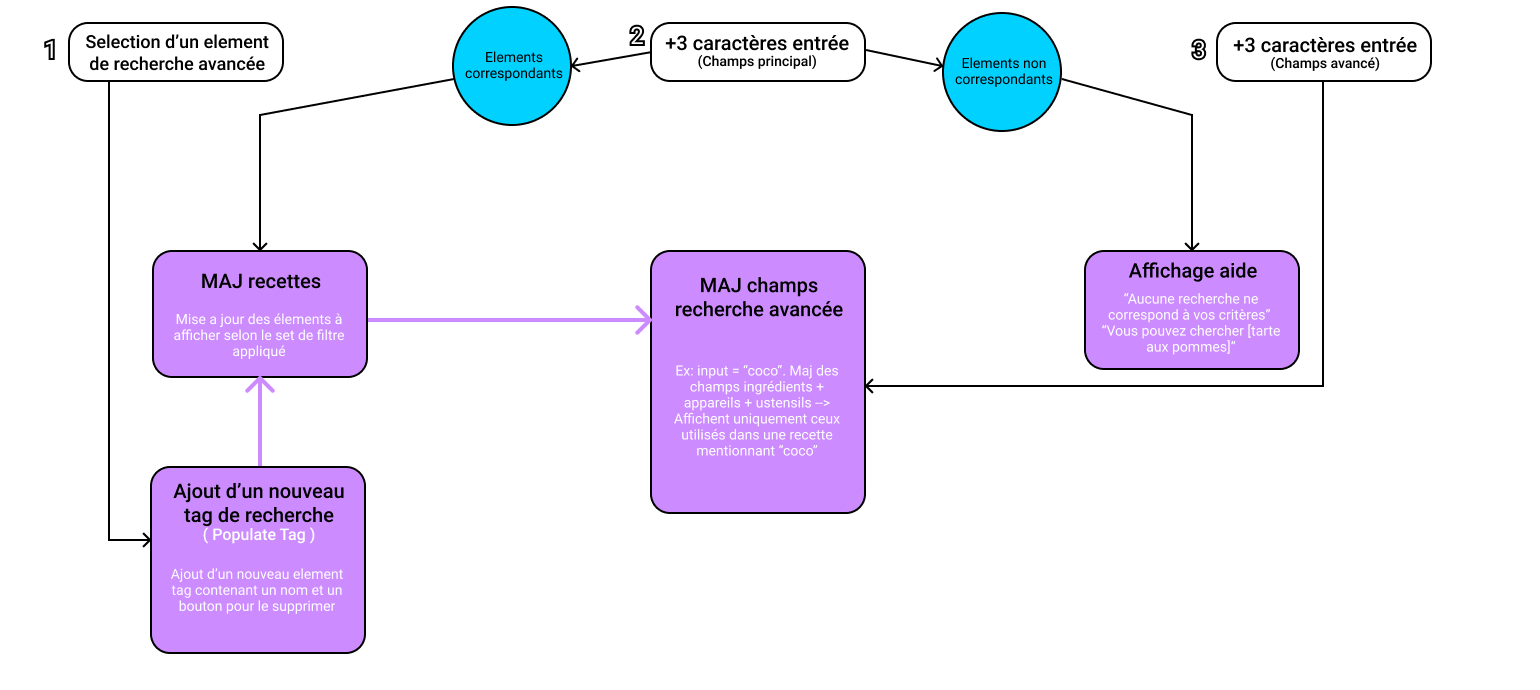 1
Selection d’un element
de recherche avancée
Elements
correspondants
2
+3 caractères entrée
(Champs principal)
Elements non
correspondants
3
+3 caractères entrée
(Champs avancé)
MAJ recettes
Mise a jour des élements à
afficher selon le set de filtre
appliqué
MAJ champs
recherche avancée
Ex: input = “coco”. Maj des
champs ingrédients +
appareils + ustensils -->
Affichent uniquement ceux
utilisés dans une recette
mentionnant “coco”
Affichage aide
“Aucune recherche ne
correspond à vos critères”
“Vous pouvez chercher [tarte
aux pommes]”
Ajout d’un nouveau
tag de recherche
( Populate Tag )
Ajout d’un nouveau element
tag contenant un nom et un
bouton pour le supprimer